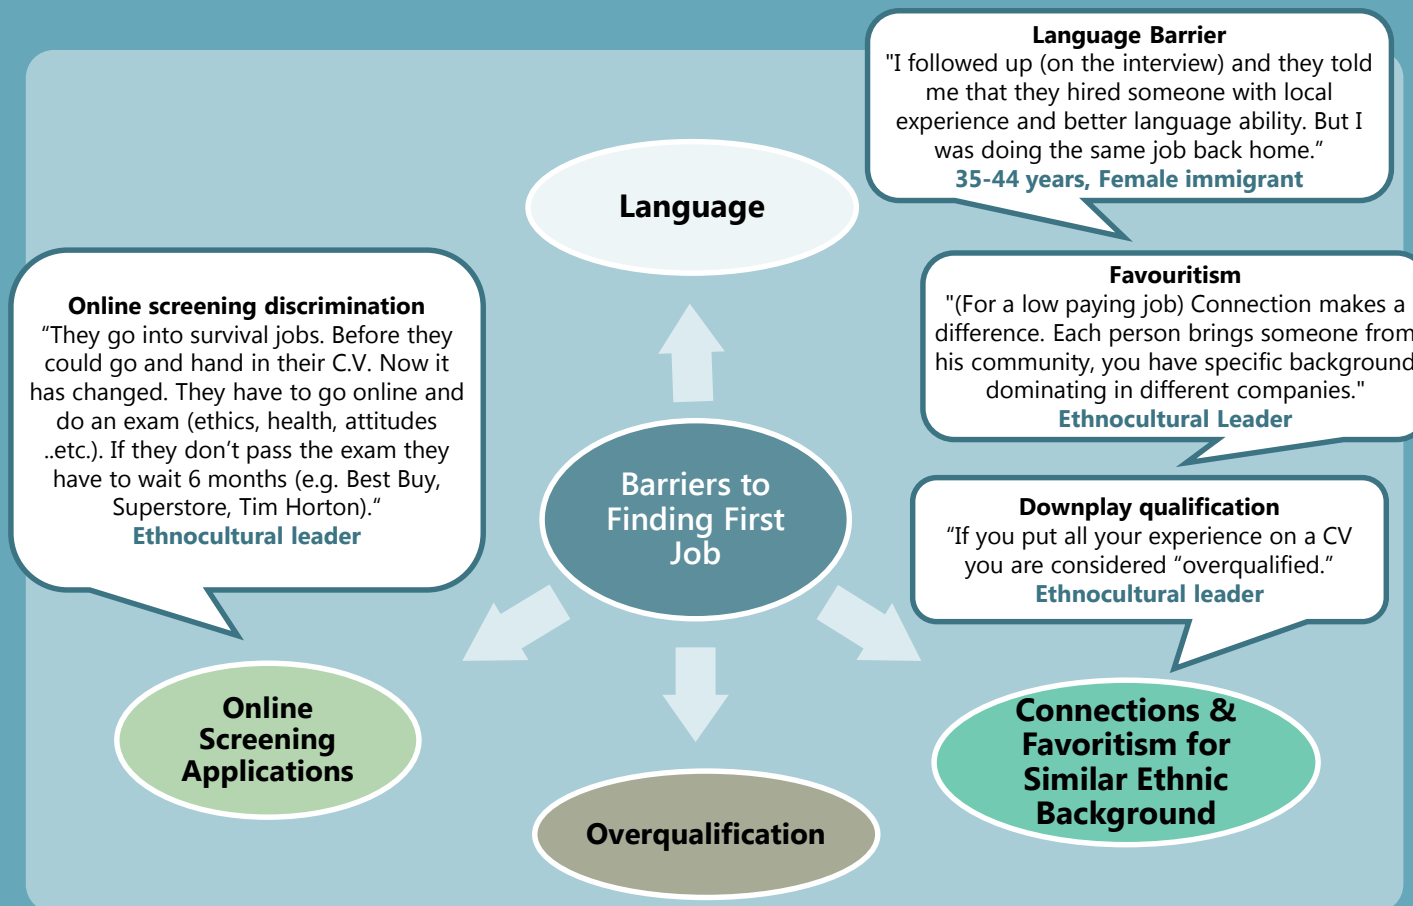 Language Barrier
"I followed up (on the interview) and they told
me that they hired someone with local
experience and better language ability. But I
was doing the same job back home.”
35-44 years, Female immigrant
Language
Online screening discrimination
“They go into survival jobs. Before they
could go and hand in their C.V. Now it
has changed. They have to go online and
do an exam (ethics, health, attitudes
..etc.). If they don’t pass the exam they
have to wait 6 months (e.g. Best Buy,
Superstore, Tim Horton).“
Ethnocultural leader
Favouritism
"(For a low paying job) Connection makes a
difference. Each person brings someone from
his community, you have specific background
dominating in different companies."
Ethnocultural Leader
Barriers to
Finding First
Job
Downplay qualification
“If you put all your experience on a CV
you are considered “overqualified.”
Ethnocultural leader
Online
Screening
Applications
Connections &
Favoritism for
Similar Ethnic
Background
Overqualification